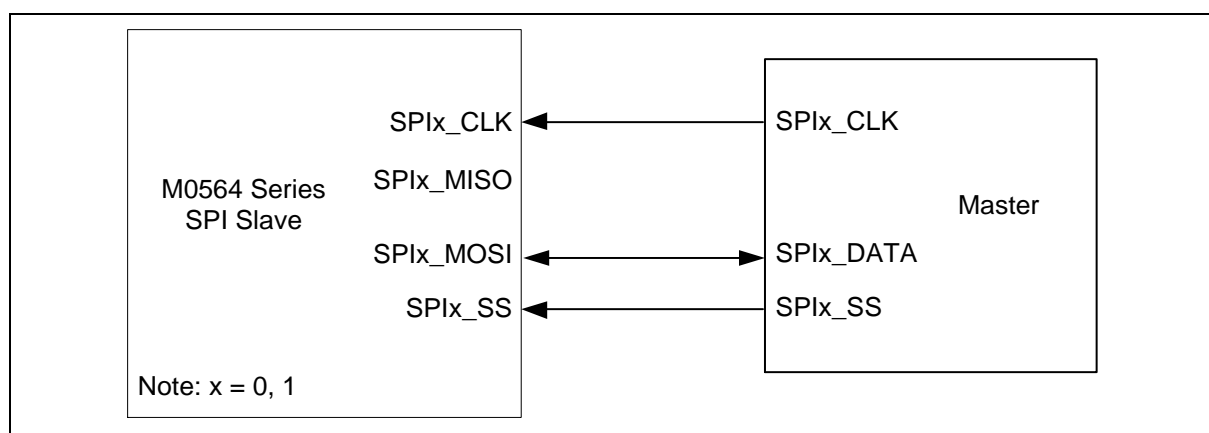 SPIx_CLK
SPIx_MISO
M0564 Series
SPI Slave
SPIx_MOSI
SPIx_SS
Note: x = 0, 1
SPIx_CLK
Master
SPIx_DATA
SPIx_SS